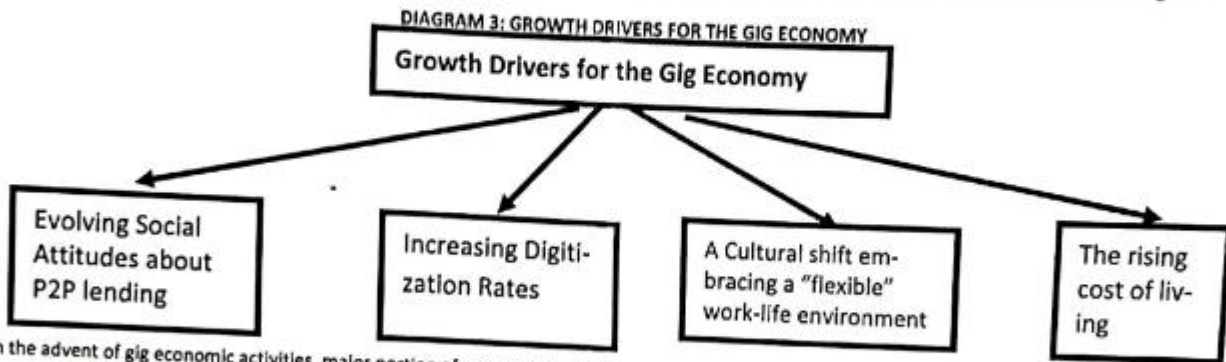 DIAGRAM 3: GROWTH DRIVERS FOR THE GIG ECONOMY
Growth Drivers for the Gig Economy
Evolving Social
Attitudes about
P2P lending
Increasing Digiti-
zation Rates
A Cultural shift em-
bracing a "flexible"
work-life environment
The rising
cost of liv-
ing
the advent of gig economic activities, major portion of